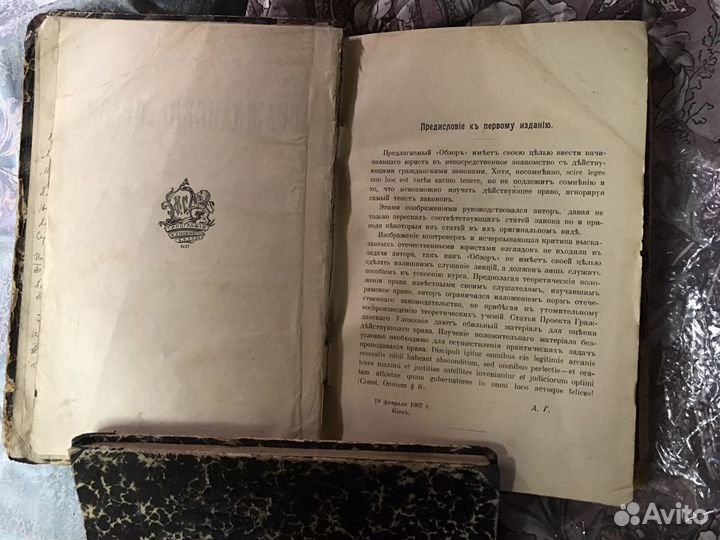 Предисловіе къ первому изданію.
Предлагаемый «Обзоръ» имѣетъ своею цѣлью ввести начи-
нающаго юриста въ непосредственное знакомство съ дѣйству-
ющими гражданскими законами. Хотя, несомнѣнно, scire leges
non hoc est verba earum tenere, но не подлежитъ сомнѣнію и
то, что невозможно изучать дѣйствующее право, игнорируя
самый текстъ законовъ.
Этими соображеніями руководствовался авторъ, давая не
только пересказъ соотвѣтствующихъ статей закона но и при-
водя нѣкоторыя изъ статей въ ихъ оригинальномъ видѣ.
Изображеніе контроверзъ и исчерпывающая критика выска-
занныхъ отечественными юристами взглядовъ не входили въ
задачи автора, такъ какъ «Обзоръ» не имѣетъ своей цѣлью
сдѣлать излишнимъ слушаніе лекцій, а долженъ лишь служить
пособіемъ къ усвоенію курса. Предполагая теоретическія поло-
женія права извѣстными своимъ слушателямъ, изучавшимъ
римское право, авторъ ограничился изложеніемъ нормъ отече-
ственнаго законодательства, не прибѣгая къ утомительному
воспроизведенію теоретическихъ ученій. Статьи Проекта Граж-
данскаго Уложенія даютъ обильный матеріалъ для оцѣнки
дѣйствующаго права. Изученіе положительнаго матеріала без-
условно необходимо для осуществленія практическихъ задачъ
преподаванія права: Discipuli igitur omnibus eis legitimis arcanis
reseratis nihil habeant absconditum, sed omnibus perlectis—et ora-
tores maximi et justitiae satellites inveniantur et judiciorum optimi
tam athletae quam gubernatores in omni loco aevoque felices!
(Const. Omnem § 6).
19 февраля 1907 г.
Кіевъ.
А. Г.
Avito